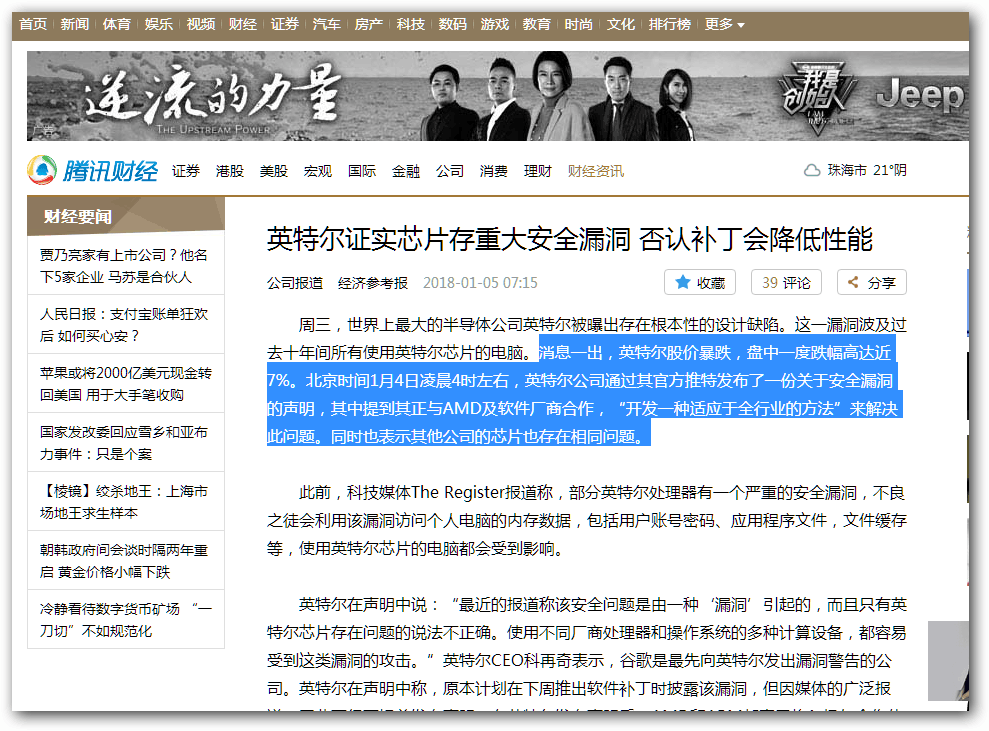 首页 新闻 体育 娱乐 视频 财经 证券 汽车 房产 科技 数码 游戏 教育 时尚 文化 排行榜 更多
逆流的力量
THE UPSTREAM POWER
广告
我是创始人
Jeep
腾讯财经 证券 港股 美股 宏观 国际 金融 公司 消费 理财 财经资讯 珠海市 21°阴
财经要闻
贾乃亮家有上市公司？他名
下5家企业 马苏是合伙人
人民日报：支付宝账单狂欢
后 如何买心安？
苹果或将2000亿美元现金转
回美国 用于大手笔收购
国家发改委回应雪乡和亚布
力事件：只是个案
【棱镜】绞杀地王：上海市
场地王求生样本
朝韩政府间会谈时隔两年重
启 黄金价格小幅下跌
冷静看待数字货币矿场 “一
刀切”不如规范化
英特尔证实芯片存重大安全漏洞 否认补丁会降低性能
公司报道 经济参考报 2018-01-05 07:15 收藏 39 评论 分享
周三，世界上最大的半导体公司英特尔被曝出存在根本性的设计缺陷。这一漏洞波及过
去十年间所有使用英特尔芯片的电脑。消息一出，英特尔股价暴跌，盘中一度跌幅高达近
7%。北京时间1月4日凌晨4时左右，英特尔公司通过其官方推特发布了一份关于安全漏洞
的声明，其中提到其正与AMD及软件厂商合作，“开发一种适应于全行业的方法”来解决
此问题。同时也表示其他公司的芯片也存在相同问题。
此前，科技媒体The Register报道称，部分英特尔处理器有一个严重的安全漏洞，不良
之徒会利用该漏洞访问个人电脑的内存数据，包括用户账号密码、应用程序文件，文件缓存
等，使用英特尔芯片的电脑都会受到影响。
英特尔在声明中说：“最近的报道称该安全问题是由一种‘漏洞’引起的，而且只有英
特尔芯片存在问题的说法不正确。使用不同厂商处理器和操作系统的多种计算设备，都容易
受到这类漏洞的攻击。”英特尔CEO科再奇表示，谷歌是最先向英特尔发出漏洞警告的公
司。英特尔在声明中称，原本计划在下周推出软件补丁时披露该漏洞，但因媒体的广泛报